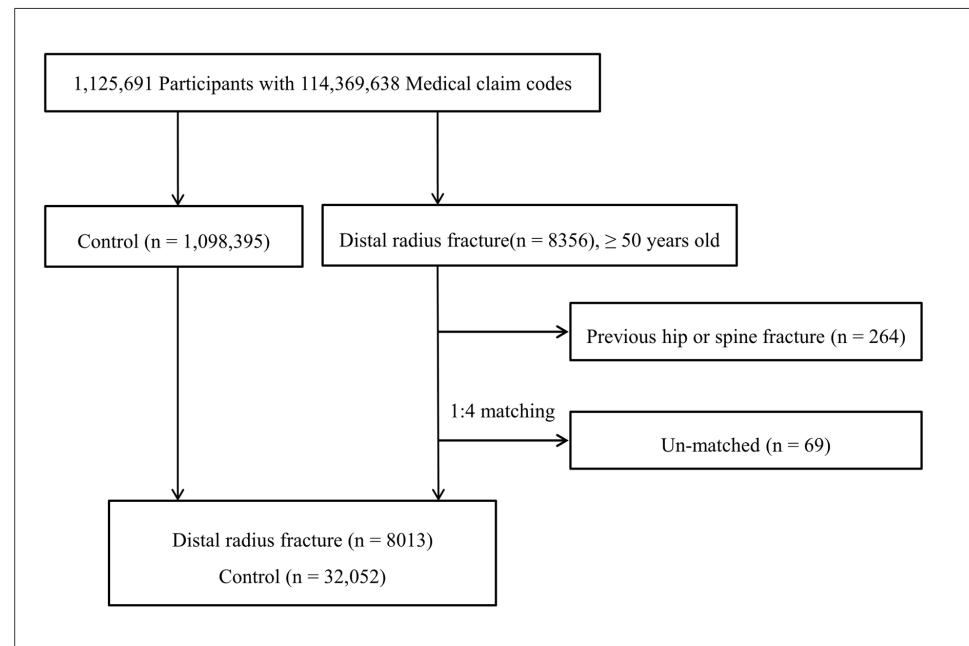 1,125,691 Participants with 114,369,638 Medical claim codes
Control (n = 1,098,395)
Distal radius fracture(n = 8356), ≥ 50 years old
Previous hip or spine fracture (n = 264)
1:4 matching
Un-matched (n = 69)
Distal radius fracture (n = 8013)
Control (n = 32,052)